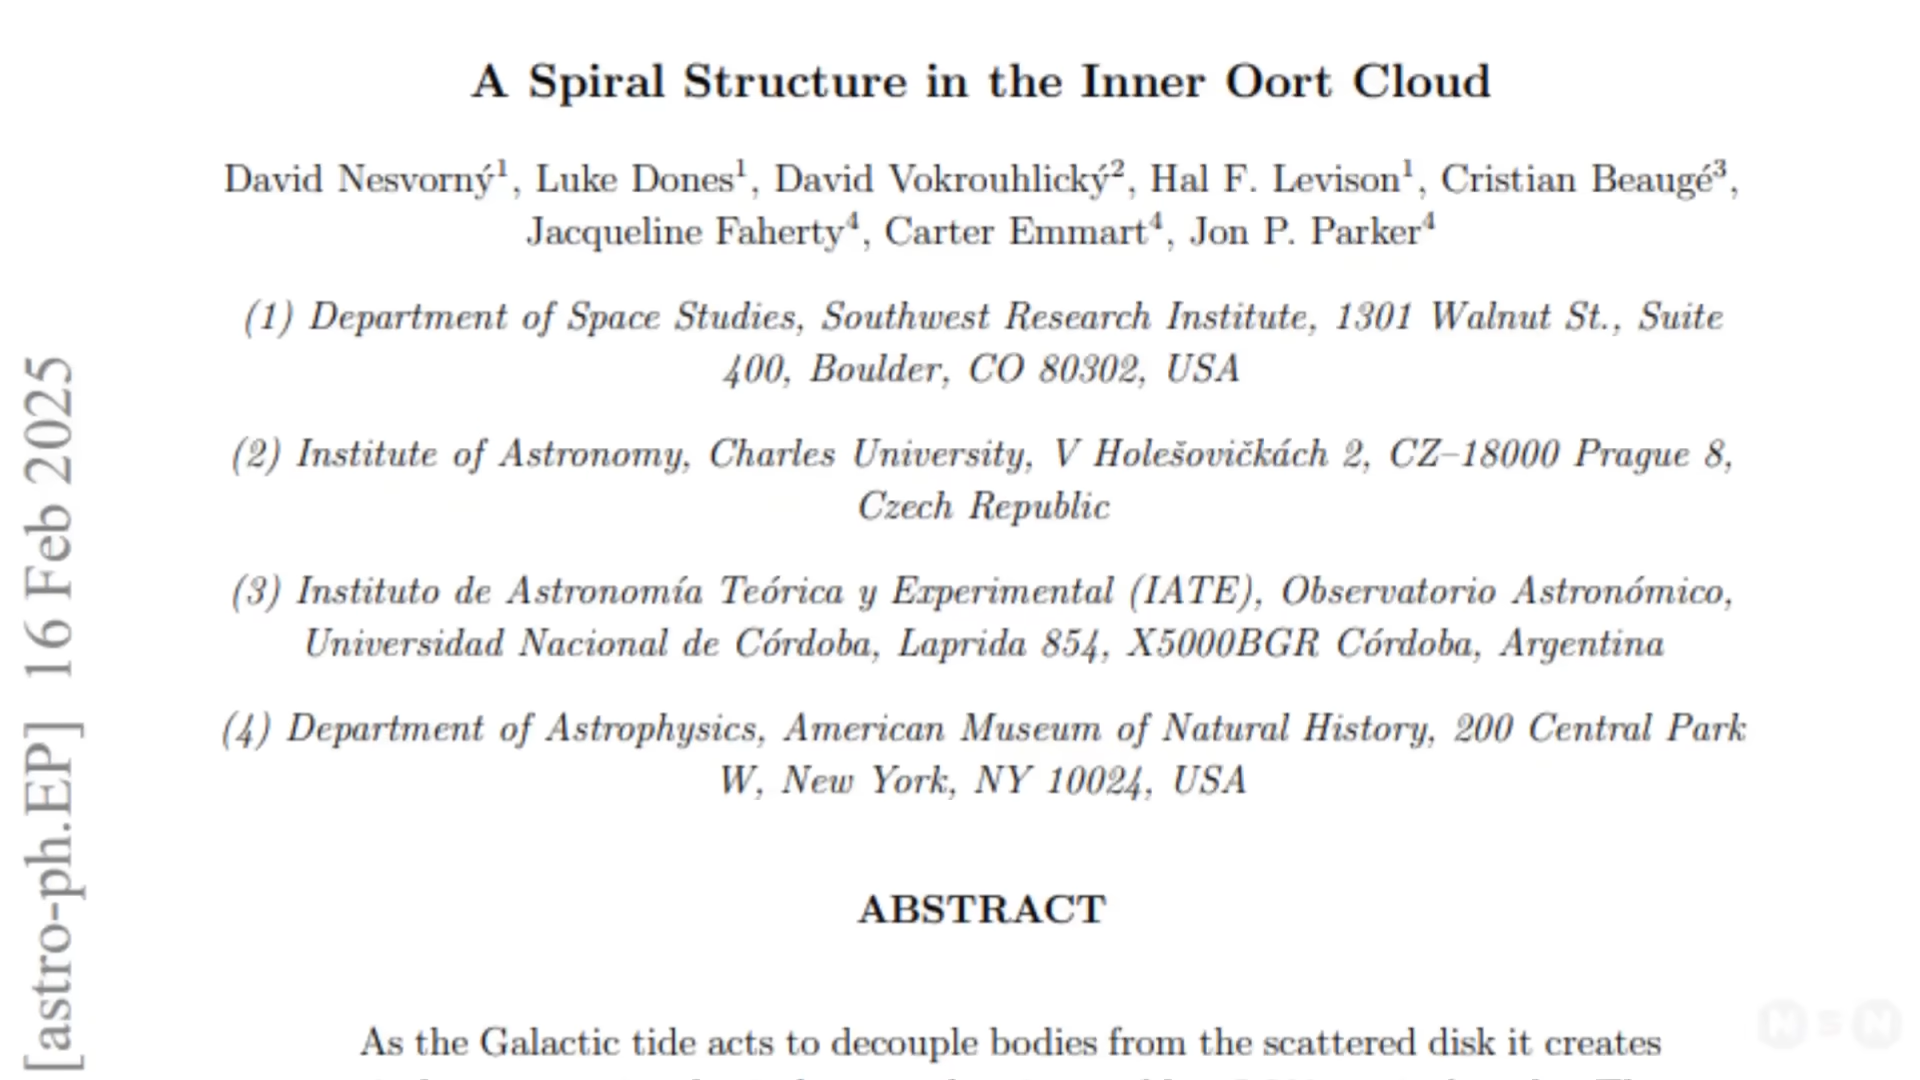 A Spiral Structure in the Inner Oort Cloud
David Nesvorný¹, Luke Dones¹, David Vokrouhlický², Hal F. Levison¹, Cristian Beaugé³,
Jacqueline Faherty⁴, Carter Emmart⁴, Jon P. Parker⁴
(1) Department of Space Studies, Southwest Research Institute, 1301 Walnut St., Suite
400, Boulder, CO 80302, USA
(2) Institute of Astronomy, Charles University, V Holešovičkách 2, CZ–18000 Prague 8,
Czech Republic
(3) Instituto de Astronomía Teórica y Experimental (IATE), Observatorio Astronómico,
Universidad Nacional de Córdoba, Laprida 854, X5000BGR Córdoba, Argentina
(4) Department of Astrophysics, American Museum of Natural History, 200 Central Park
W, New York, NY 10024, USA
ABSTRACT
As the Galactic tide acts to decouple bodies from the scattered disk it creates
[astro-ph.EP] 16 Feb 2025
N S N